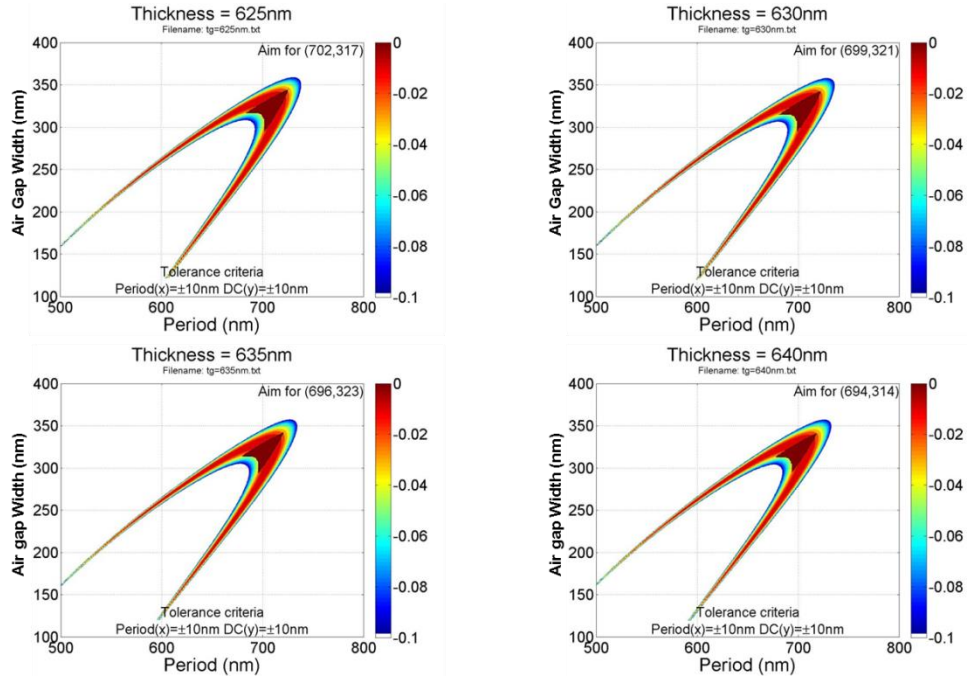 Thickness = 625nm
Filename: tg=625nm.txt
Aim for (702,317)
400
350
300
250
200
150
100
Air Gap Width (nm)
Tolerance criteria
Period(x)=±10nm DC(y)=±10nm
500
600
700
800
Period (nm)
0
-0.02
-0.04
-0.06
-0.08
-0.1
Thickness = 630nm
Filename: tg=630nm.txt
Aim for (699,321)
400
350
300
250
200
150
100
Air Gap Width (nm)
Tolerance criteria
Period(x)=±10nm DC(y)=±10nm
500
600
700
800
Period (nm)
0
-0.02
-0.04
-0.06
-0.08
-0.1
Thickness = 635nm
Filename: tg=635nm.txt
Aim for (696,323)
400
350
300
250
200
150
100
Air gap Width (nm)
Tolerance criteria
Period(x)=±10nm DC(y)=±10nm
500
600
700
800
Period (nm)
0
-0.02
-0.04
-0.06
-0.08
-0.1
Thickness = 640nm
Filename: tg=640nm.txt
Aim for (694,314)
400
350
300
250
200
150
100
Air gap Width (nm)
Tolerance criteria
Period(x)=±10nm DC(y)=±10nm
500
600
700
800
Period (nm)
0
-0.02
-0.04
-0.06
-0.08
-0.1